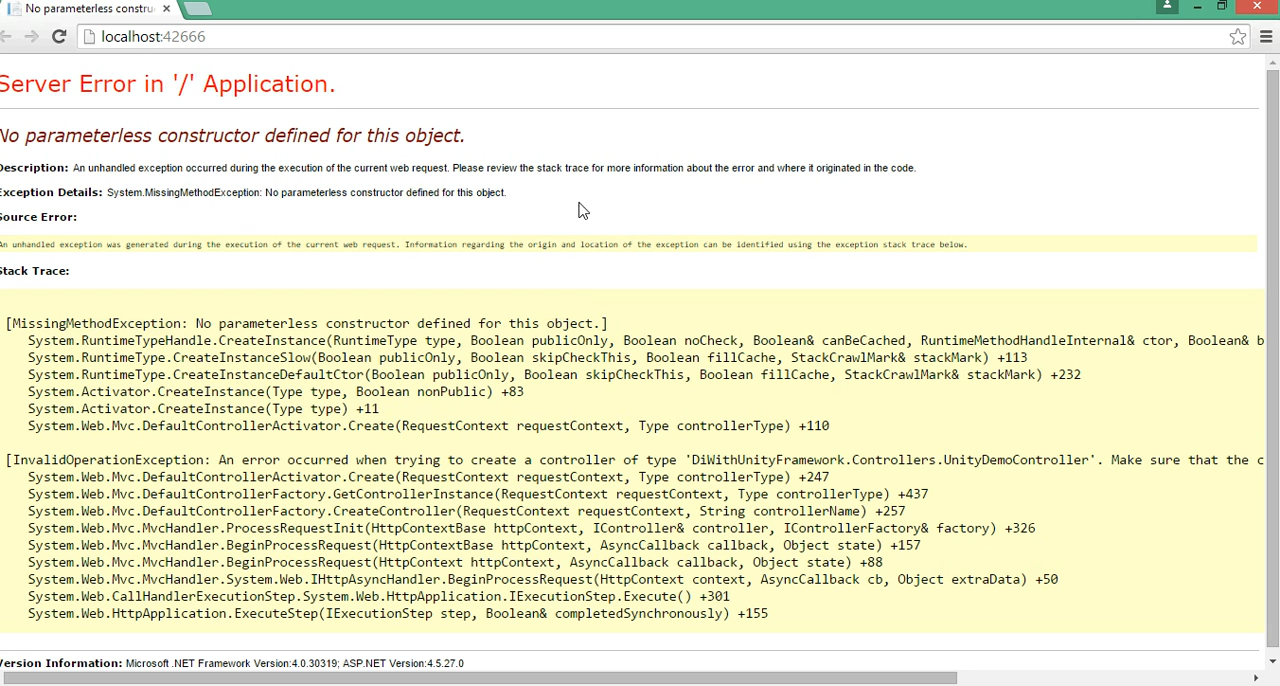 No parameterless constru
localhost:42666
Server Error in '/' Application.
No parameterless constructor defined for this object.
Description: An unhandled exception occurred during the execution of the current web request. Please review the stack trace for more information about the error and where it originated in the code.
Exception Details: System.MissingMethodException: No parameterless constructor defined for this object.
Source Error:
An unhandled exception was generated during the execution of the current web request. Information regarding the origin and location of the exception can be identified using the exception stack trace below.
Stack Trace:
[MissingMethodException: No parameterless constructor defined for this object.]
System.RuntimeTypeHandle.CreateInstance(RuntimeType type, Boolean publicOnly, Boolean noCheck, Boolean& canBeCached, RuntimeMethodHandleInternal& ctor, Boolean& b
System.RuntimeType.CreateInstanceSlow(Boolean publicOnly, Boolean skipCheckThis, Boolean fillCache, StackCrawlMark& stackMark) +113
System.RuntimeType.CreateInstanceDefaultCtor(Boolean publicOnly, Boolean skipCheckThis, Boolean fillCache, StackCrawlMark& stackMark) +232
System.Activator.CreateInstance(Type type, Boolean nonPublic) +83
System.Activator.CreateInstance(Type type) +11
System.Web.Mvc.DefaultControllerActivator.Create(RequestContext requestContext, Type controllerType) +110
[InvalidOperationException: An error occurred when trying to create a controller of type 'DiWithUnityFramework.Controllers.UnityDemoController'. Make sure that the c
System.Web.Mvc.DefaultControllerActivator.Create(RequestContext requestContext, Type controllerType) +247
System.Web.Mvc.DefaultControllerFactory.GetControllerInstance(RequestContext requestContext, Type controllerType) +437
System.Web.Mvc.DefaultControllerFactory.CreateController(RequestContext requestContext, String controllerName) +257
System.Web.Mvc.MvcHandler.ProcessRequestInit(HttpContextBase httpContext, IController& controller, IControllerFactory& factory) +326
System.Web.Mvc.MvcHandler.BeginProcessRequest(HttpContextBase httpContext, AsyncCallback callback, Object state) +157
System.Web.Mvc.MvcHandler.BeginProcessRequest(HttpContext httpContext, AsyncCallback callback, Object state) +88
System.Web.Mvc.MvcHandler.System.Web.IHttpAsyncHandler.BeginProcessRequest(HttpContext context, AsyncCallback cb, Object extraData) +50
System.Web.CallHandlerExecutionStep.System.Web.HttpApplication.IExecutionStep.Execute() +301
System.Web.HttpApplication.ExecuteStep(IExecutionStep step, Boolean& completedSynchronously) +155
Version Information: Microsoft .NET Framework Version:4.0.30319; ASP.NET Version:4.5.27.0